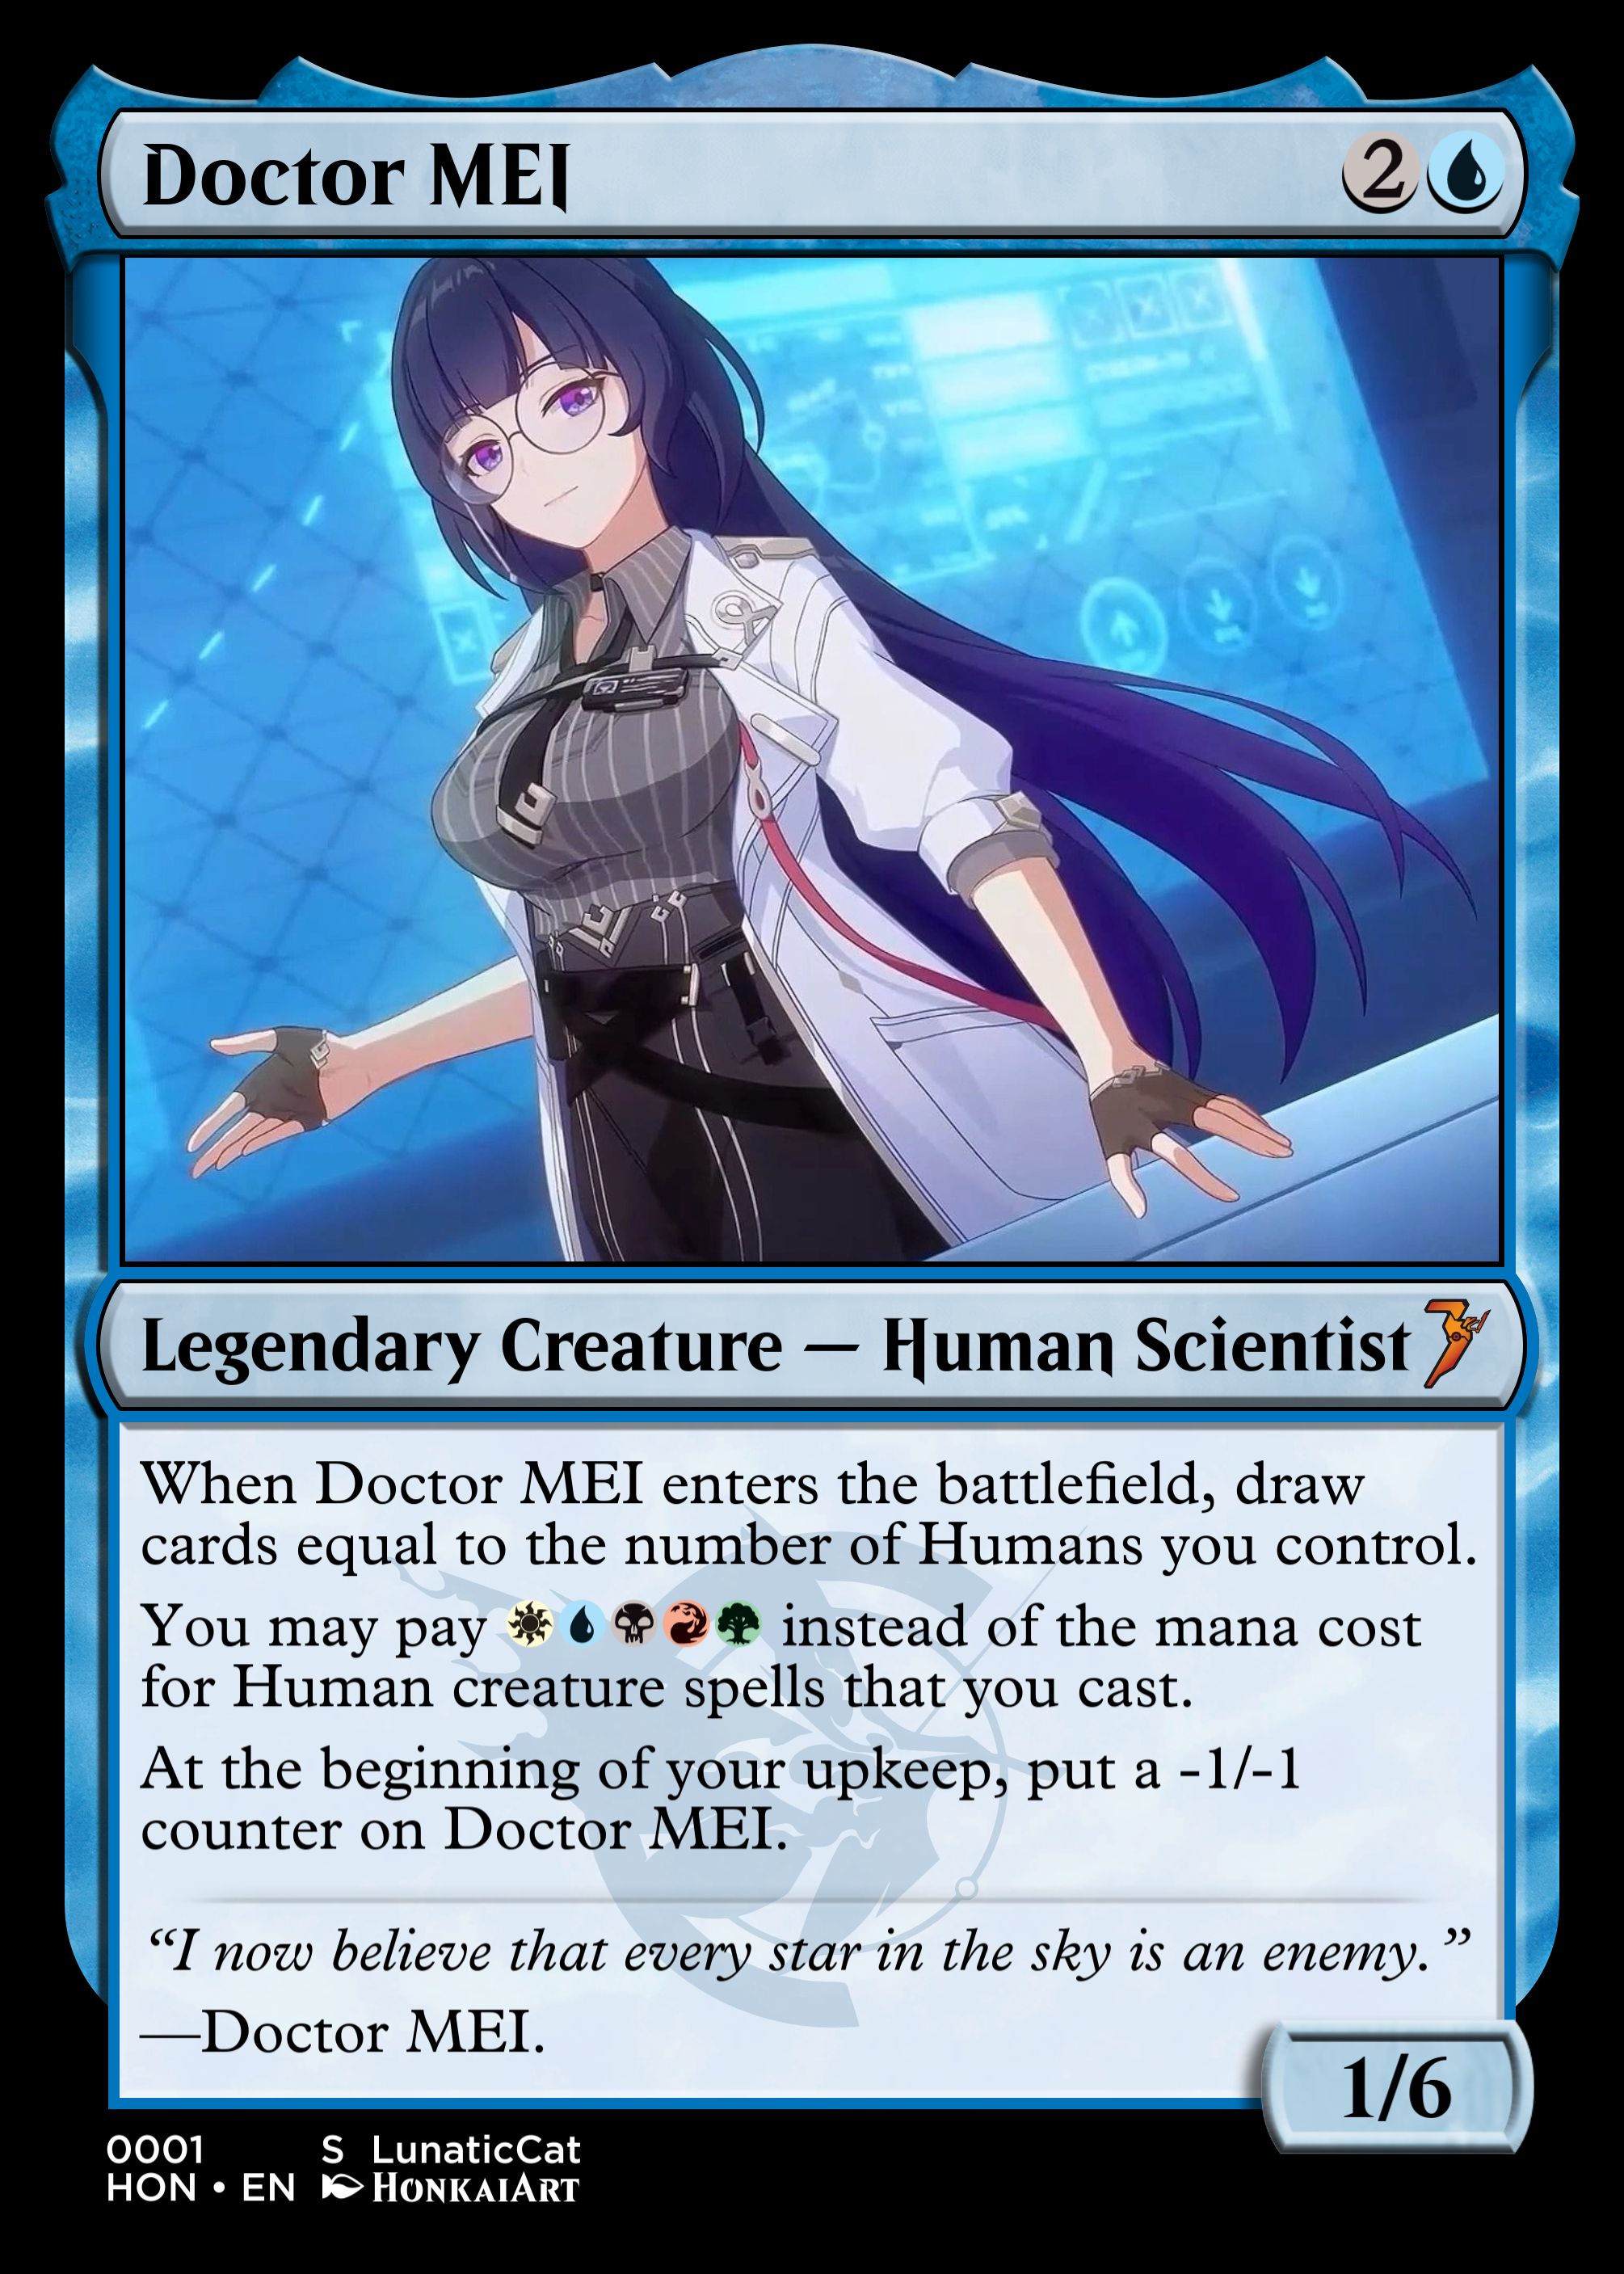 Doctor MEI 2
Legendary Creature — Human Scientist
When Doctor MEI enters the battlefield, draw
cards equal to the number of Humans you control.
You may pay instead of the mana cost
for Human creature spells that you cast.
At the beginning of your upkeep, put a -1/-1
counter on Doctor MEI.
“I now believe that every star in the sky is an enemy.”
—Doctor MEI.
1/6
0001 S LunaticCat
HON • EN HonkaiArt